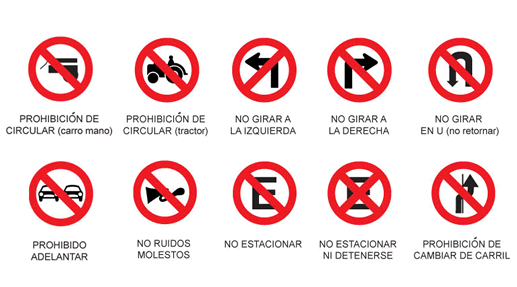 PROHIBICIÓN DE
CIRCULAR (carro mano)
PROHIBICIÓN DE
CIRCULAR (tractor)
NO GIRAR A
LA IZQUIERDA
NO GIRAR A
LA DERECHA
NO GIRAR
EN U (no retornar)
E
E
PROHIBIDO
ADELANTAR
NO RUIDOS
MOLESTOS
NO ESTACIONAR
NO ESTACIONAR
NI DETENERSE
PROHIBICIÓN DE
CAMBIAR DE CARRIL